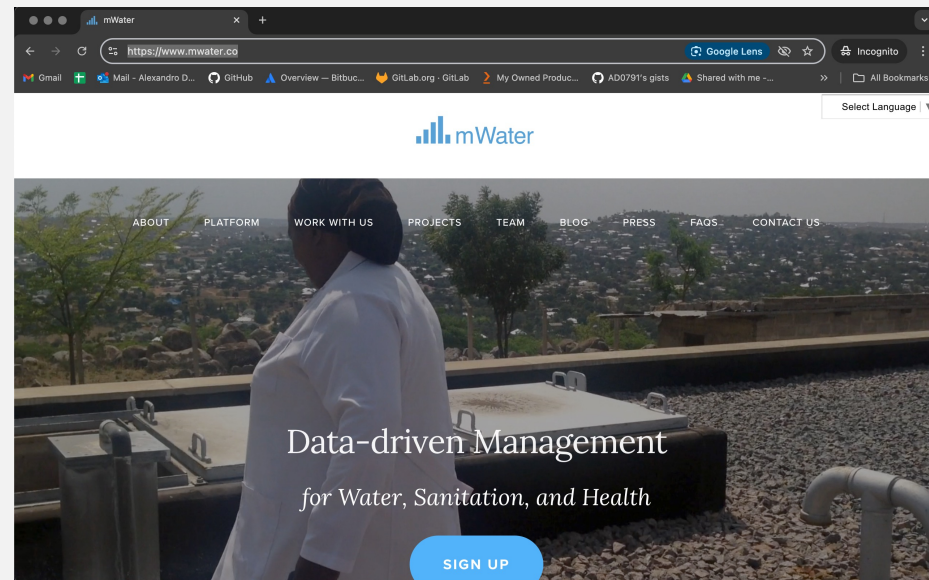 mWater
https://www.mwater.co
Google Lens
Incognito
Gmail
Mail – Alexandro D...
GitHub
Overview — Bitbuc...
GitLab.org · GitLab
My Owned Produc...
AD0791's gists
Shared with me -...
»
All Bookmarks
Select Language
mWater
ABOUT PLATFORM WORK WITH US PROJECTS TEAM BLOG PRESS FAQS CONTACT US
Data-driven Management
for Water, Sanitation, and Health
SIGN UP